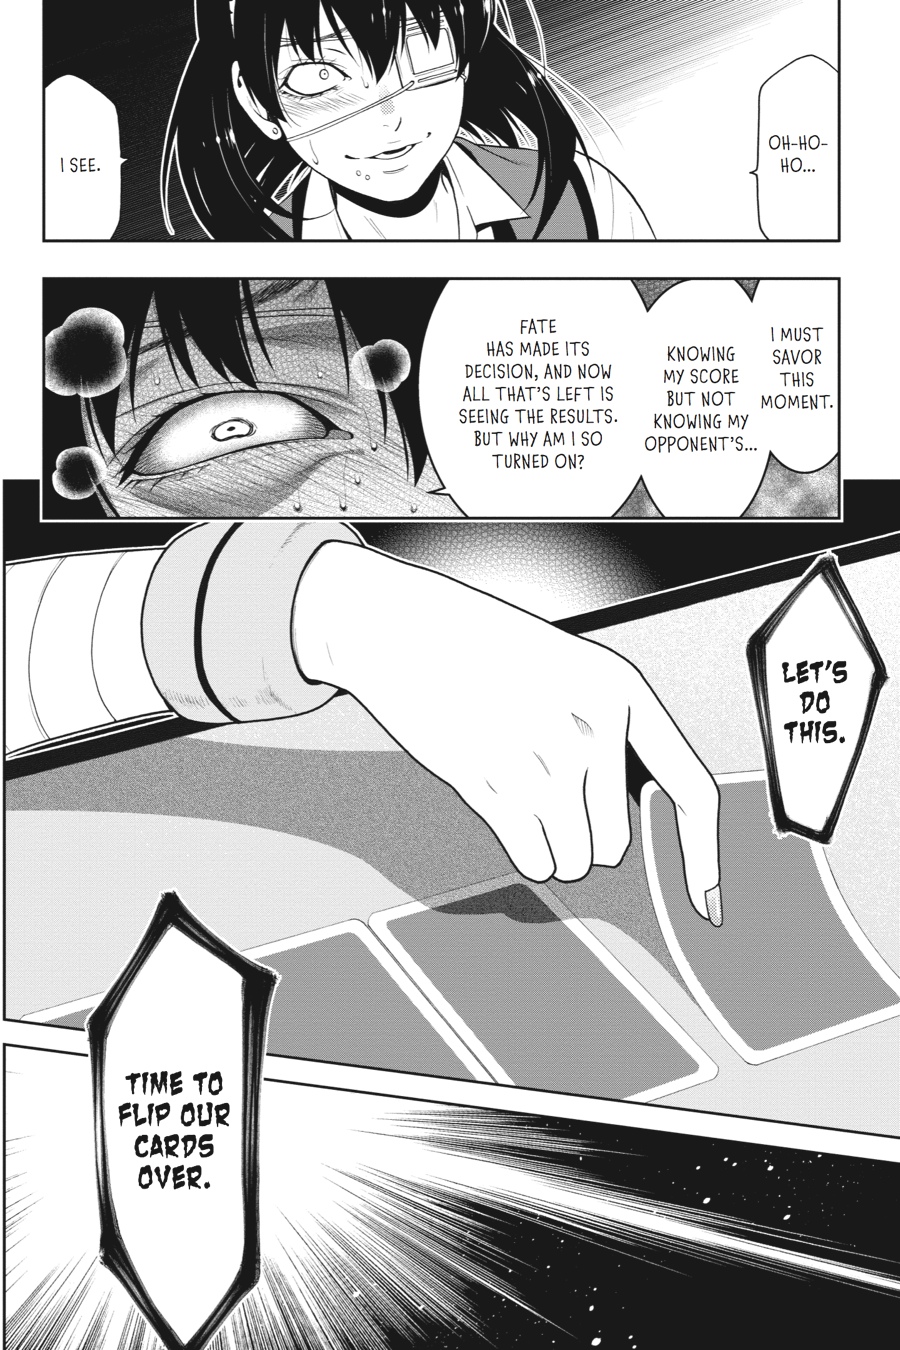 OH-HO-
HO...
I SEE.
I MUST
SAVOR
THIS
MOMENT.
KNOWING
MY SCORE
BUT NOT
KNOWING MY
OPPONENT'S...
FATE
HAS MADE ITS
DECISION, AND NOW
ALL THAT'S LEFT IS
SEEING THE RESULTS.
BUT WHY AM I SO
TURNED ON?
LET'S
DO
THIS.
TIME TO
FLIP OUR
CARDS
OVER.